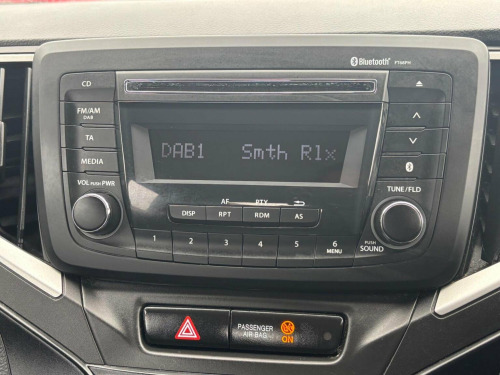 Bluetooth® PTSWPH
CD
FM/AM
DAB
TA
MEDIA
VOL PUSH PWR
DAB1 Smth Rlx
TUNE/FLD
AF PTY
DISP RPT RDM AS
1 2 3 4 5 6
MENU
PUSH
SOUND
PASSENGER
AIR BAG
ON